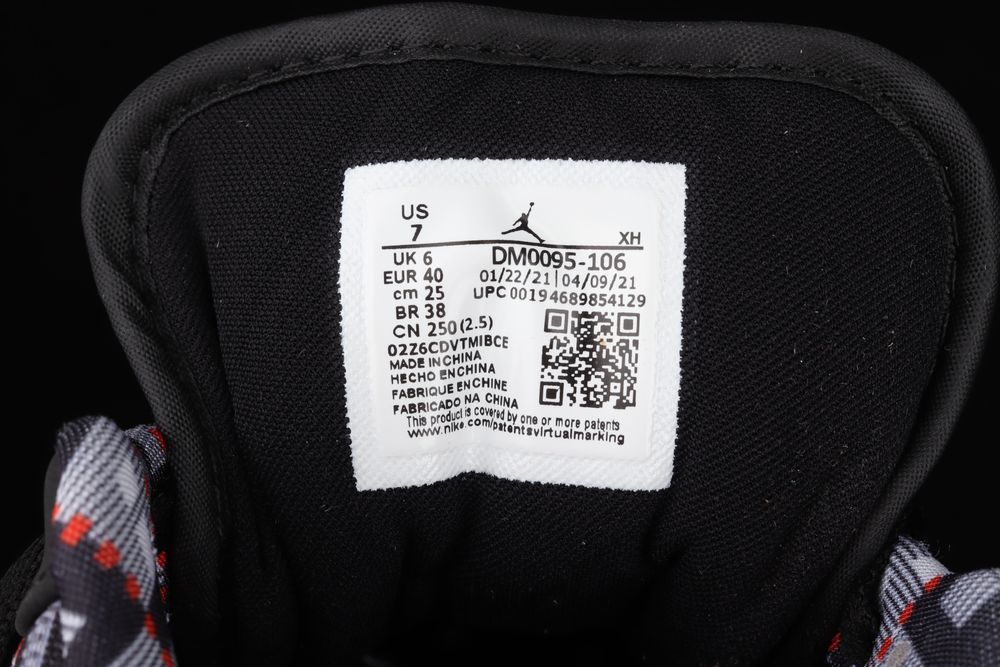 US
7
XH
UK 6
EUR 40
cm 25
BR 38
CN 250 (2.5)
DM0095-106
01/22/21|04/09/21
UPC 00194689854129
02Z6CDVTMIBCE
MADE IN CHINA
HECHO EN CHINA
FABRIQUE EN CHINE
FABRICADO NA CHINA
This product is covered by one or more patents
www.nike.com/patentsvirtualmarking